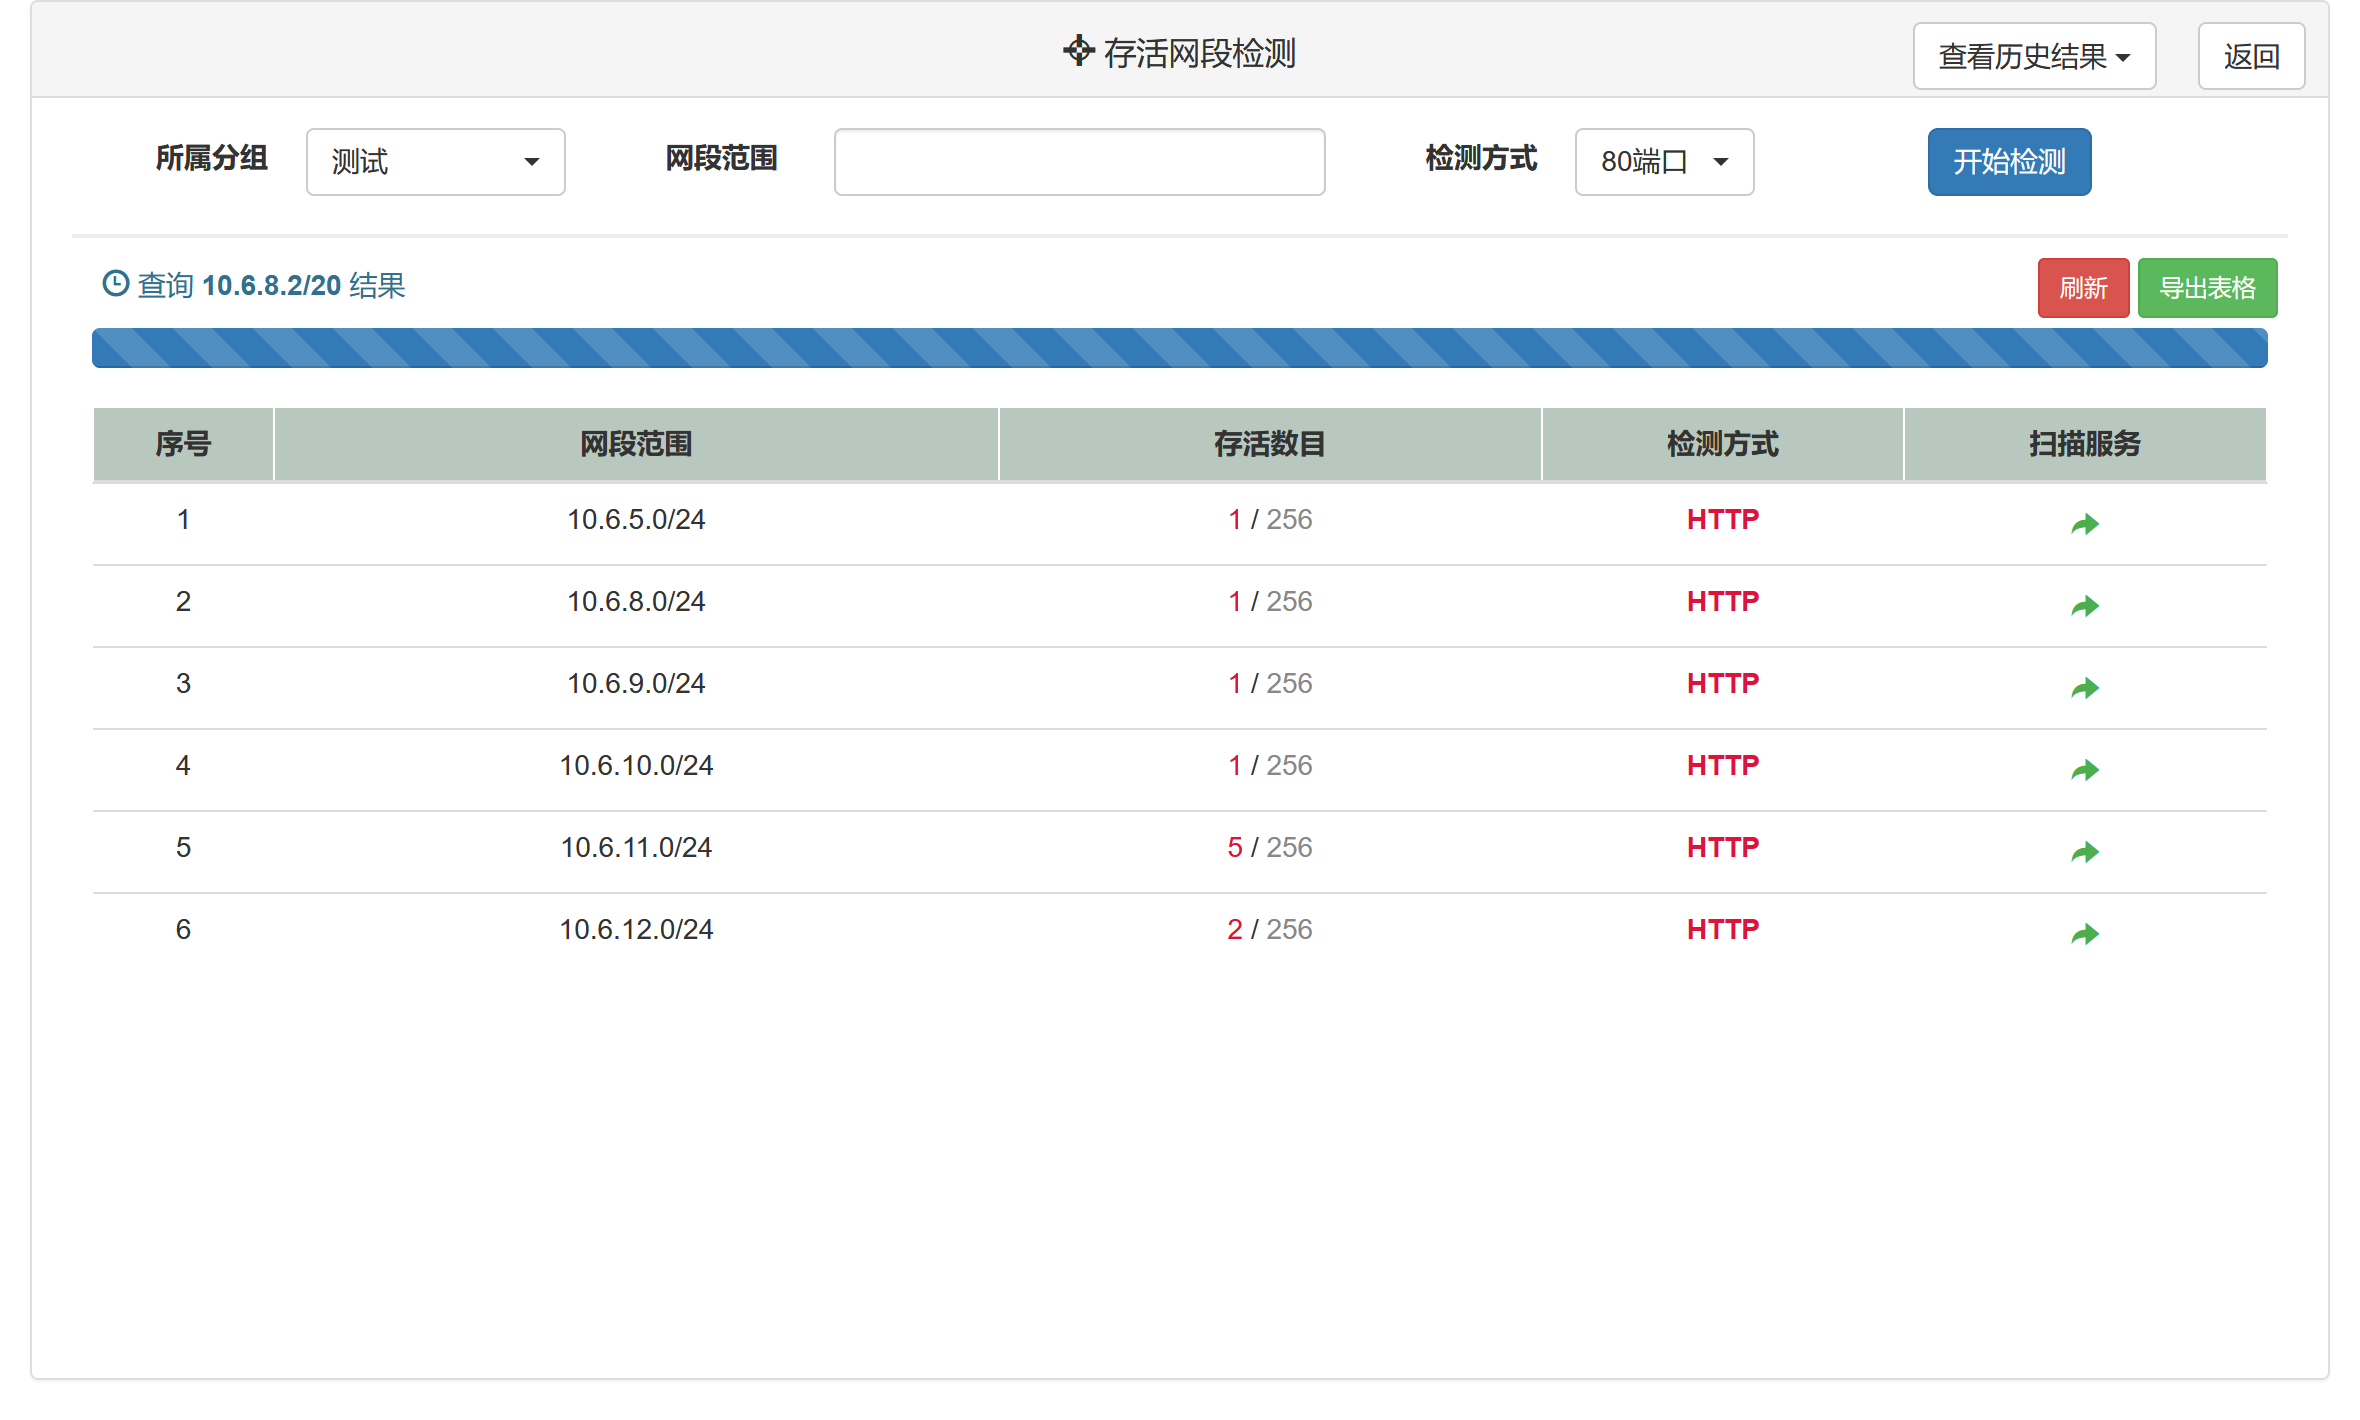 存活网段检测 查看历史结果 返回
所属分组 测试 网段范围 检测方式 80端口 开始检测
查询 10.6.8.2/20 结果 刷新 导出表格
序号 网段范围 存活数目 检测方式 扫描服务
1 10.6.5.0/24 1 / 256 HTTP
2 10.6.8.0/24 1 / 256 HTTP
3 10.6.9.0/24 1 / 256 HTTP
4 10.6.10.0/24 1 / 256 HTTP
5 10.6.11.0/24 5 / 256 HTTP
6 10.6.12.0/24 2 / 256 HTTP